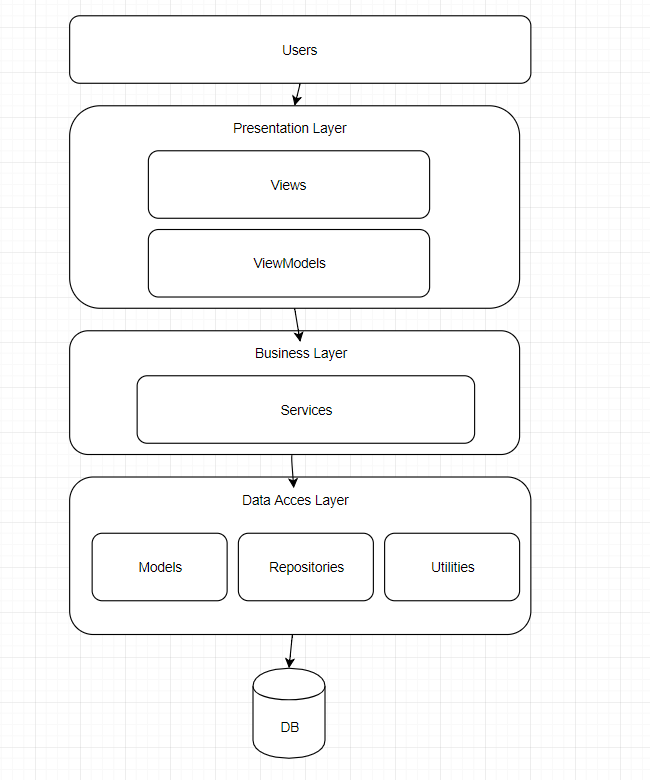 Users
Presentation Layer
Views
ViewModels
Business Layer
Services
Data Acces Layer
Models
Repositories
Utilities
DB